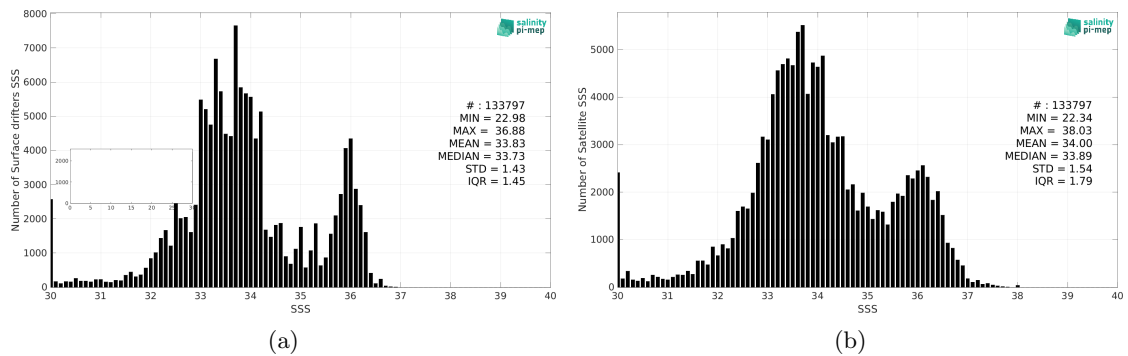 8000
7000
6000
5000
4000
3000
2000
1000
0
Number of Surface drifters SSS
salinity
pi-mep
# : 133797
MIN = 22.98
MAX = 36.88
MEAN = 33.83
MEDIAN = 33.73
STD = 1.43
IQR = 1.45
2000
1000
0
0 5 10 15 20 25 30
30 31 32 33 34 35 36 37 38 39 40
SSS
(a)
5000
4000
3000
2000
1000
0
Number of Satellite SSS
salinity
pi-mep
# : 133797
MIN = 22.34
MAX = 38.03
MEAN = 34.00
MEDIAN = 33.89
STD = 1.54
IQR = 1.79
30 31 32 33 34 35 36 37 38 39 40
SSS
(b)